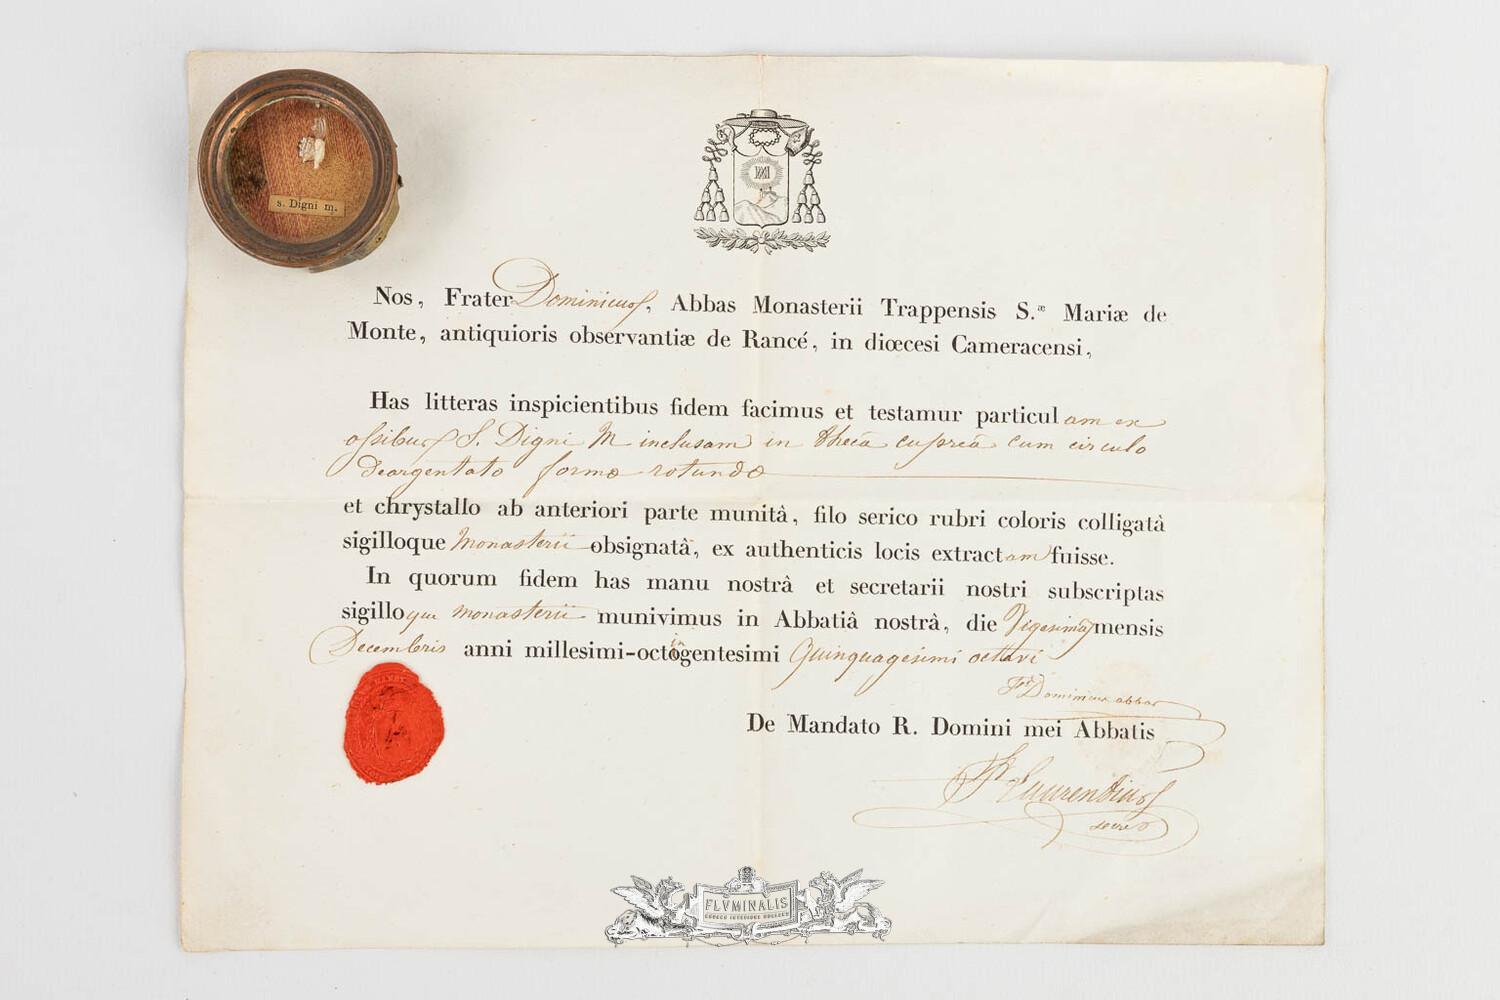 s. Digni m.
Nos, Frater Dominicus, Abbas Monasterii Trappensis S.æ Mariæ de
Monte, antiquioris observantiæ de Rancé, in diœcesi Cameracensi,
Has litteras inspicientibus fidem facimus et testamur particulam ex
ossibus S. Digni M inclusam in thecâ cupreâ cum circulo
deargentato formæ rotundæ
et chrystallo ab anteriori parte munitâ, filo serico rubri coloris colligatâ
sigilloque Monasterii obsignatâ, ex authenticis locis extractam fuisse.
In quorum fidem has manu nostrâ et secretarii nostri subscriptas
sigilloque monasterii munivimus in Abbatiâ nostrâ, die Vigesimâ mensis
Decembris anni millesimi-octogentesimi Quinquagesimi octavi
Fr Dominicus abbas
De Mandato R. Domini mei Abbatis
Fr Laurentius
FLVMINALIS